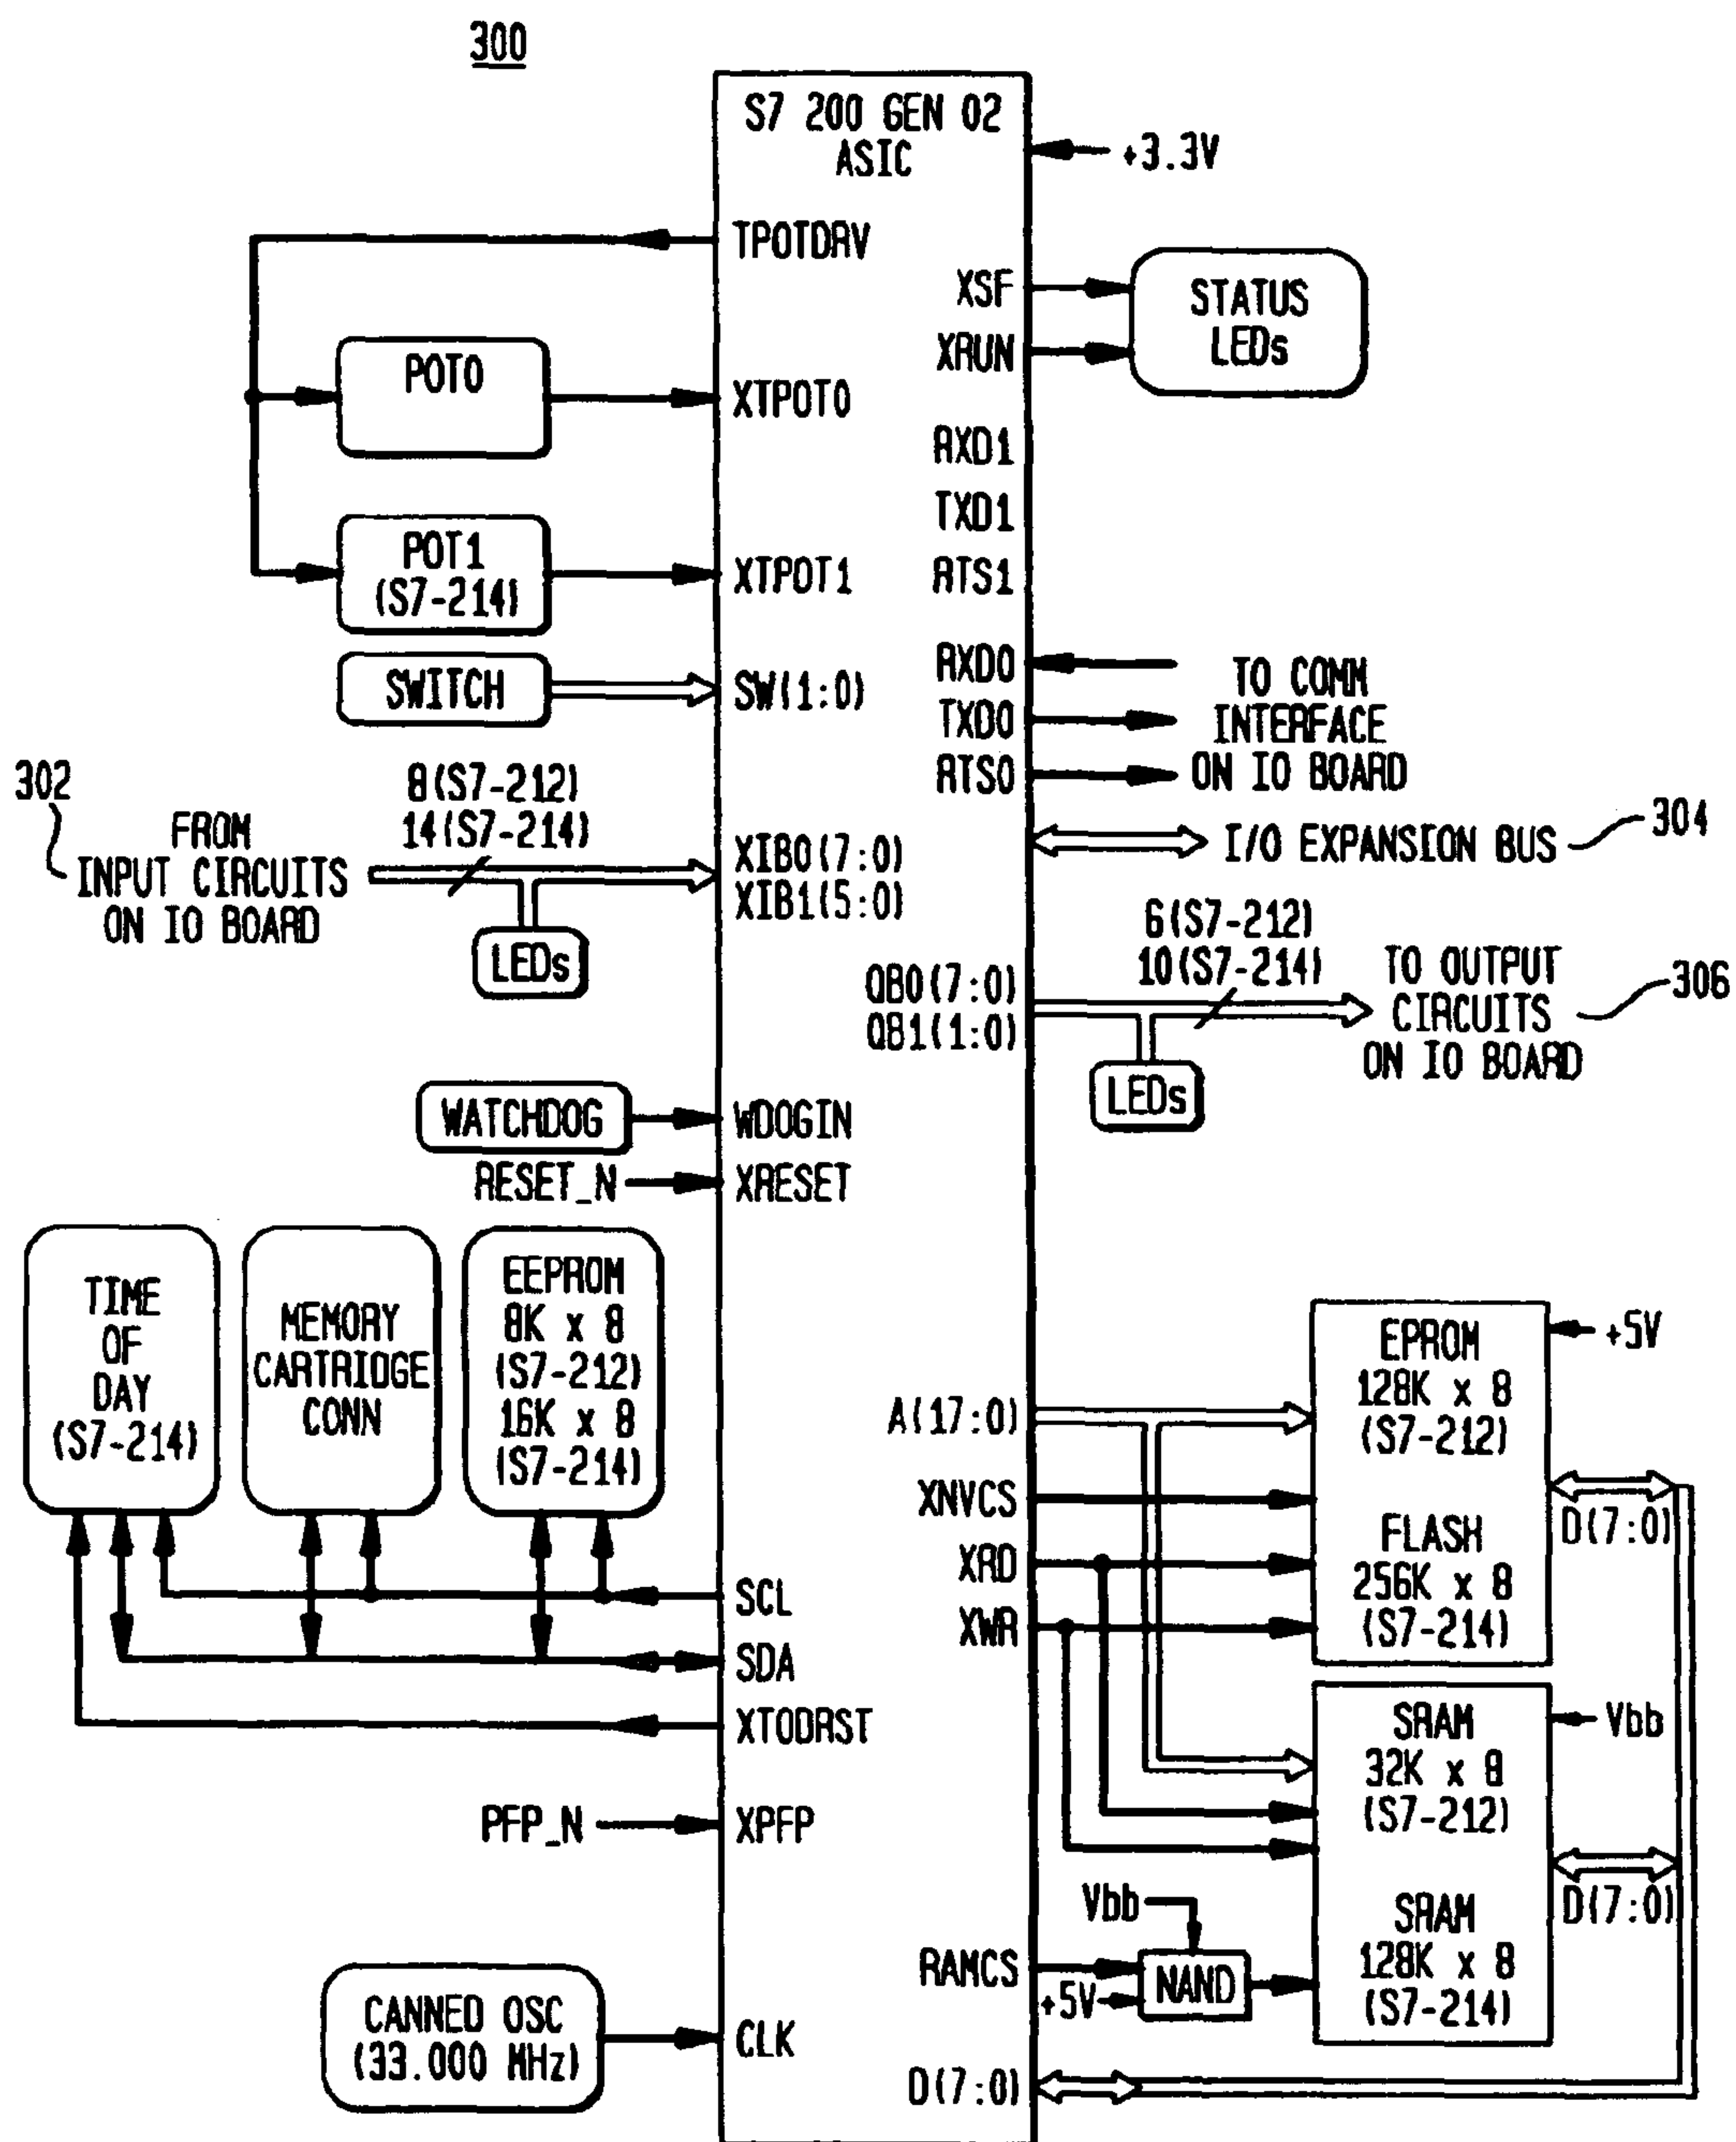 300
S7 200 GEN 02
ASIC
+3.3V
TPOTDRV
XSF
XRUN
STATUS
LEDs
POT0
XTPOT0
RXD1
TXD1
RTS1
POT1
(S7-214)
XTPOT1
SWITCH
SW(1:0)
RXD0
TXD0
RTS0
TO COMM
INTERFACE
ON IO BOARD
302
FROM
INPUT CIRCUITS
ON IO BOARD
8(S7-212)
14(S7-214)
XIB0(7:0)
XIB1(5:0)
LEDs
I/O EXPANSION BUS
304
6(S7-212)
10(S7-214)
QB0(7:0)
QB1(1:0)
TO OUTPUT
CIRCUITS
ON IO BOARD
306
LEDs
WATCHDOG
WDOGIN
RESET_N
XRESET
TIME
OF
DAY
(S7-214)
MEMORY
CARTRIDGE
CONN
EEPROM
8K x 8
(S7-212)
16K x 8
(S7-214)
SCL
SDA
XTODRST
PFP_N
XPFP
CANNED OSC
(33.000 MHz)
CLK
A(17:0)
XNVCS
XRD
XWR
EPROM
128K x 8
(S7-212)
FLASH
256K x 8
(S7-214)
+5V
D(7:0)
SRAM
32K x 8
(S7-212)
SRAM
128K x 8
(S7-214)
Vbb
D(7:0)
Vbb
RAMCS
+5V
NAND
D(7:0)